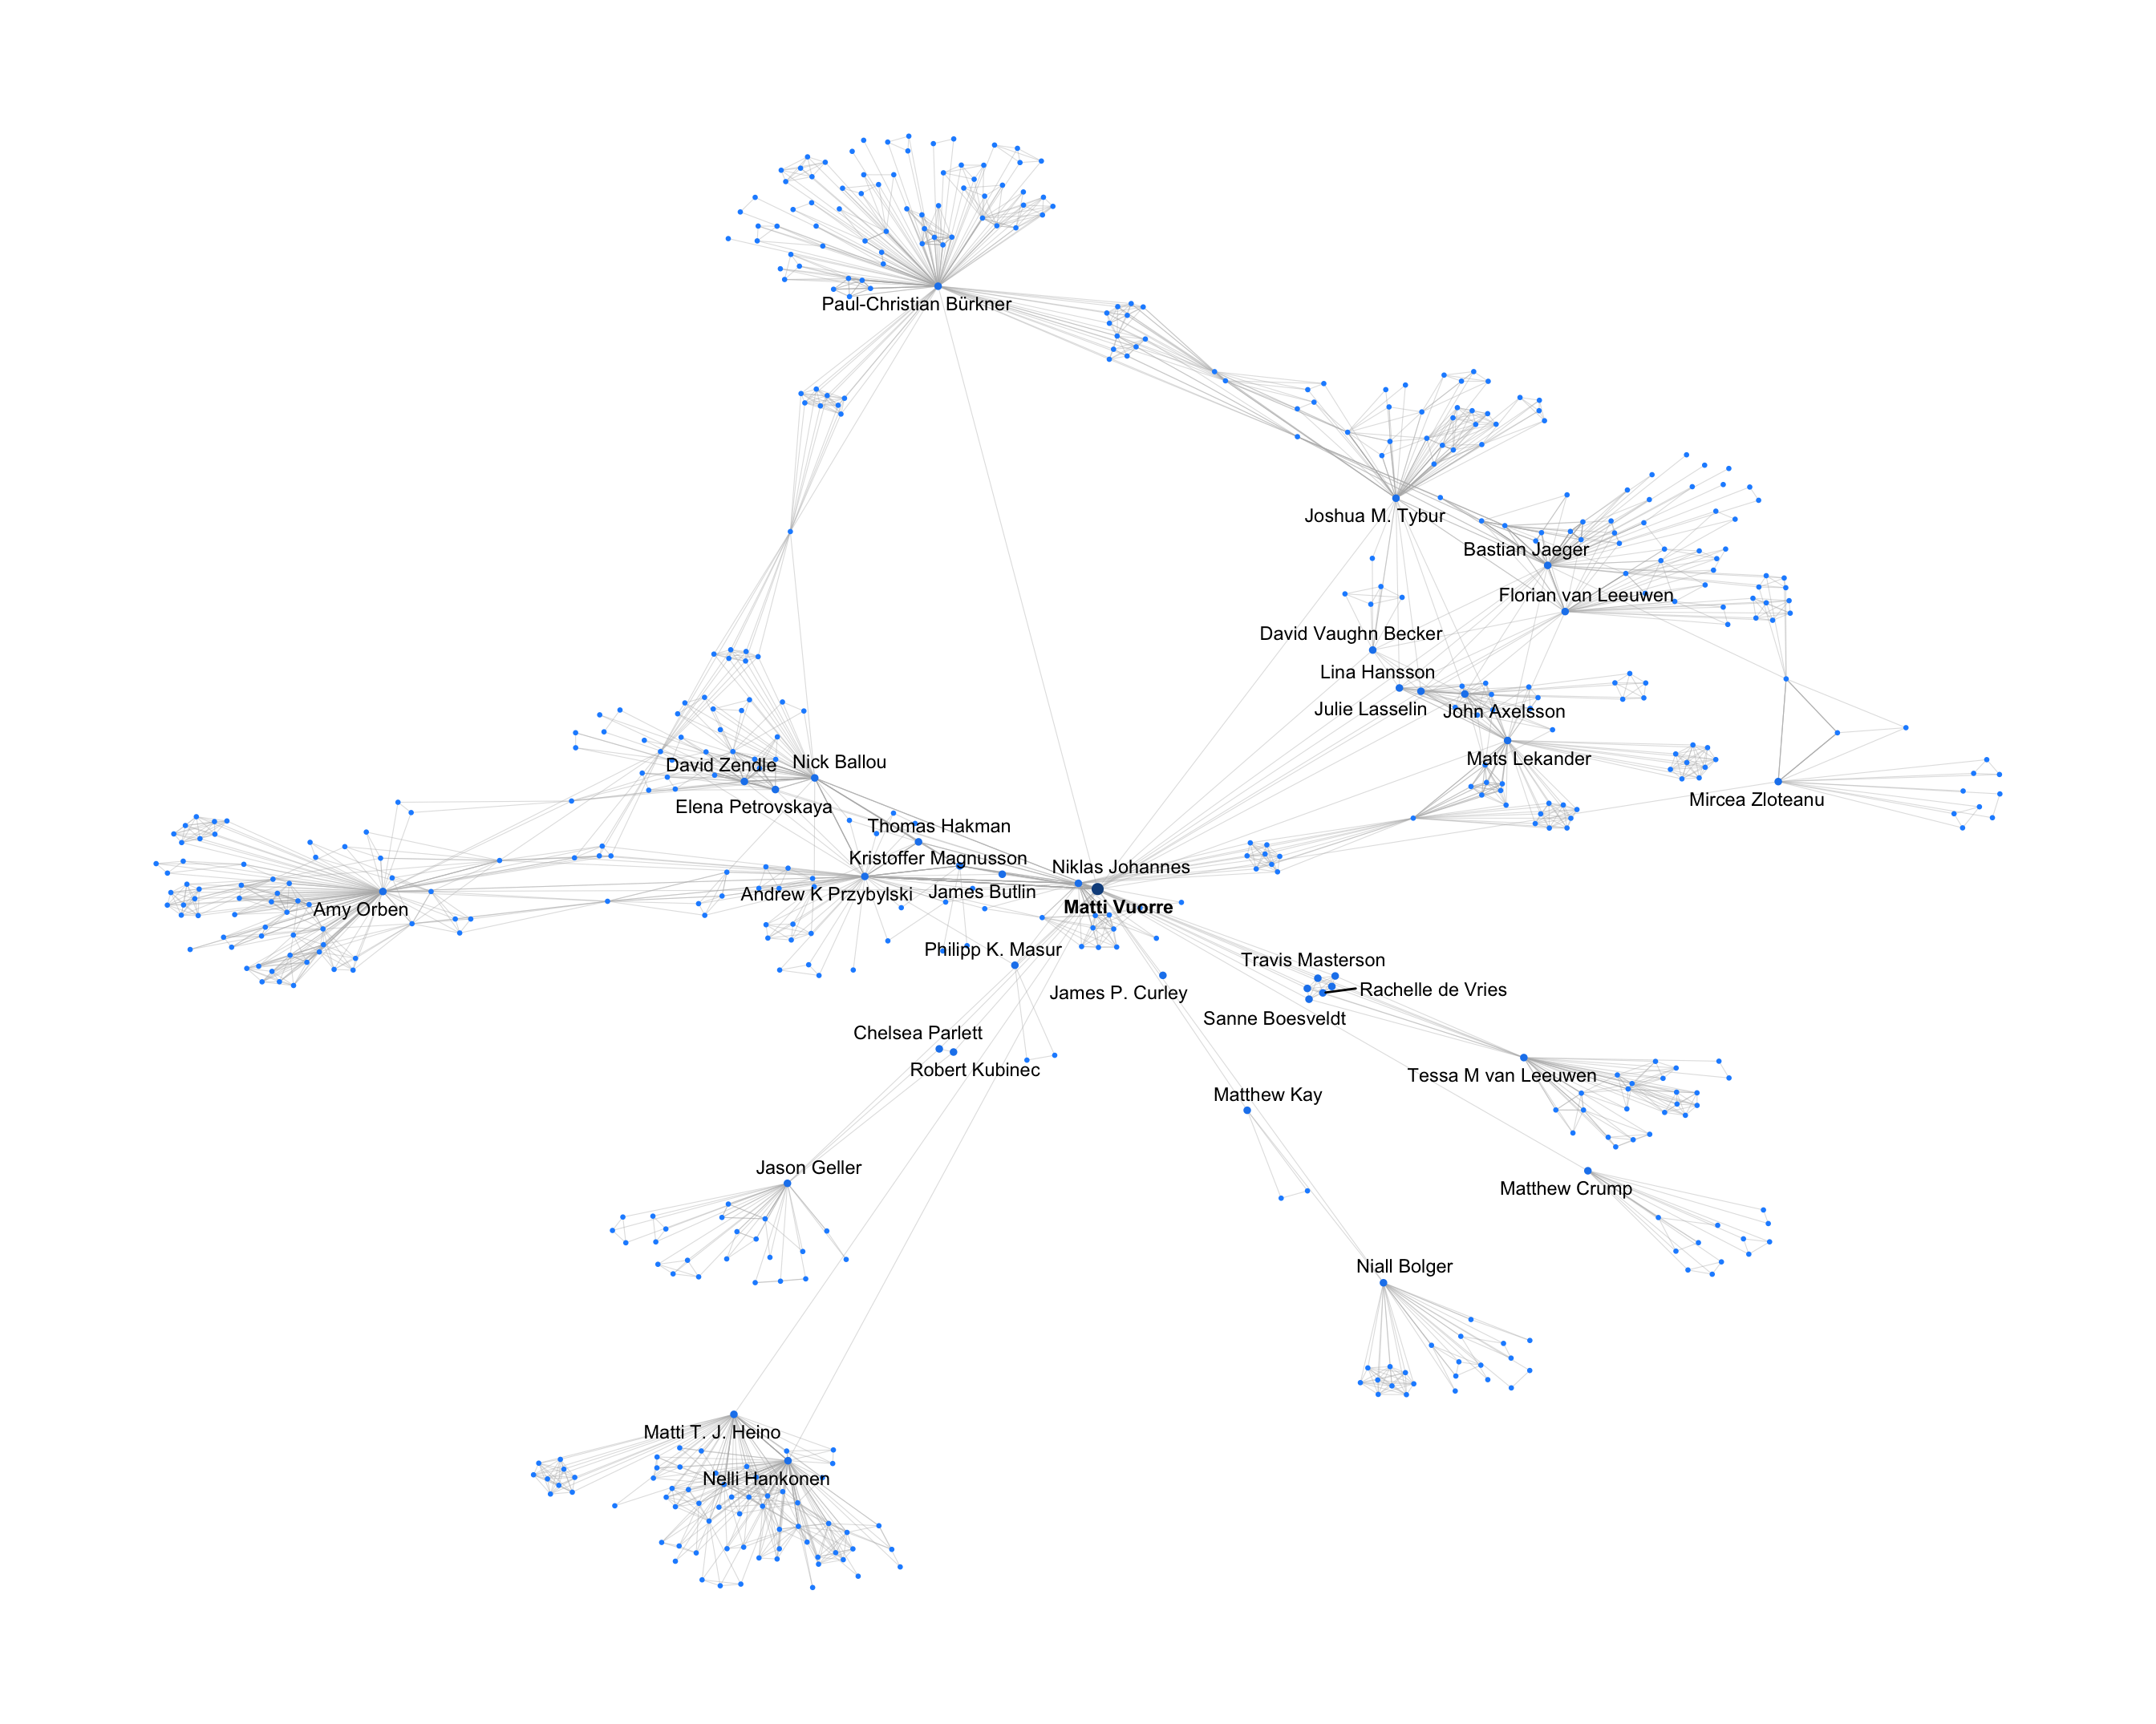 Paul-Christian Bürkner
Joshua M. Tybur
Bastian Jaeger
Florian van Leeuwen
David Vaughn Becker
Lina Hansson
Julie Lasselin
John Axelsson
Mats Lekander
Nick Ballou
David Zendle
Elena Petrovskaya
Mircea Zloteanu
Thomas Hakman
Kristoffer Magnusson
Niklas Johannes
James Butlin
Andrew K Przybylski
Matti Vuorre
Amy Orben
Philipp K. Masur
Travis Masterson
James P. Curley
Rachelle de Vries
Sanne Boesveldt
Chelsea Parlett
Robert Kubinec
Tessa M van Leeuwen
Matthew Kay
Jason Geller
Matthew Crump
Niall Bolger
Matti T. J. Heino
Nelli Hankonen